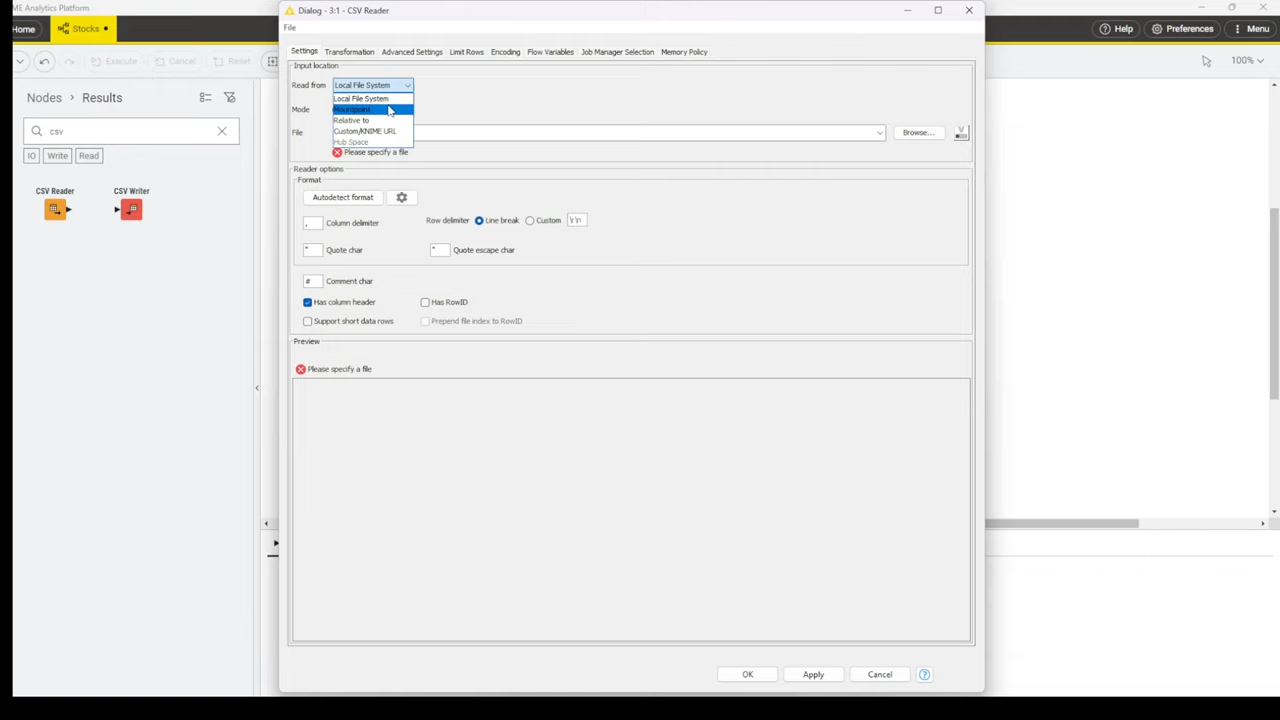 ME Analytics Platform
Home
Stocks
Help
Preferences
Menu
Execute
Cancel
Reset
100%
Nodes > Results
csv
IO
Write
Read
CSV Reader
CSV Writer
Dialog - 3:1 - CSV Reader
File
Settings
Transformation
Advanced Settings
Limit Rows
Encoding
Flow Variables
Job Manager Selection
Memory Policy
Input location
Read from
Local File System
Local File System
Mountpoint
Relative to
Custom/KNIME URL
Hub Space
Mode
File
Browse...
V
Please specify a file
Reader options
Format
Autodetect format
, Column delimiter
Row delimiter
Line break
Custom
\r\n
" Quote char
" Quote escape char
# Comment char
Has column header
Has RowID
Support short data rows
Prepend file index to RowID
Preview
Please specify a file
OK
Apply
Cancel
?